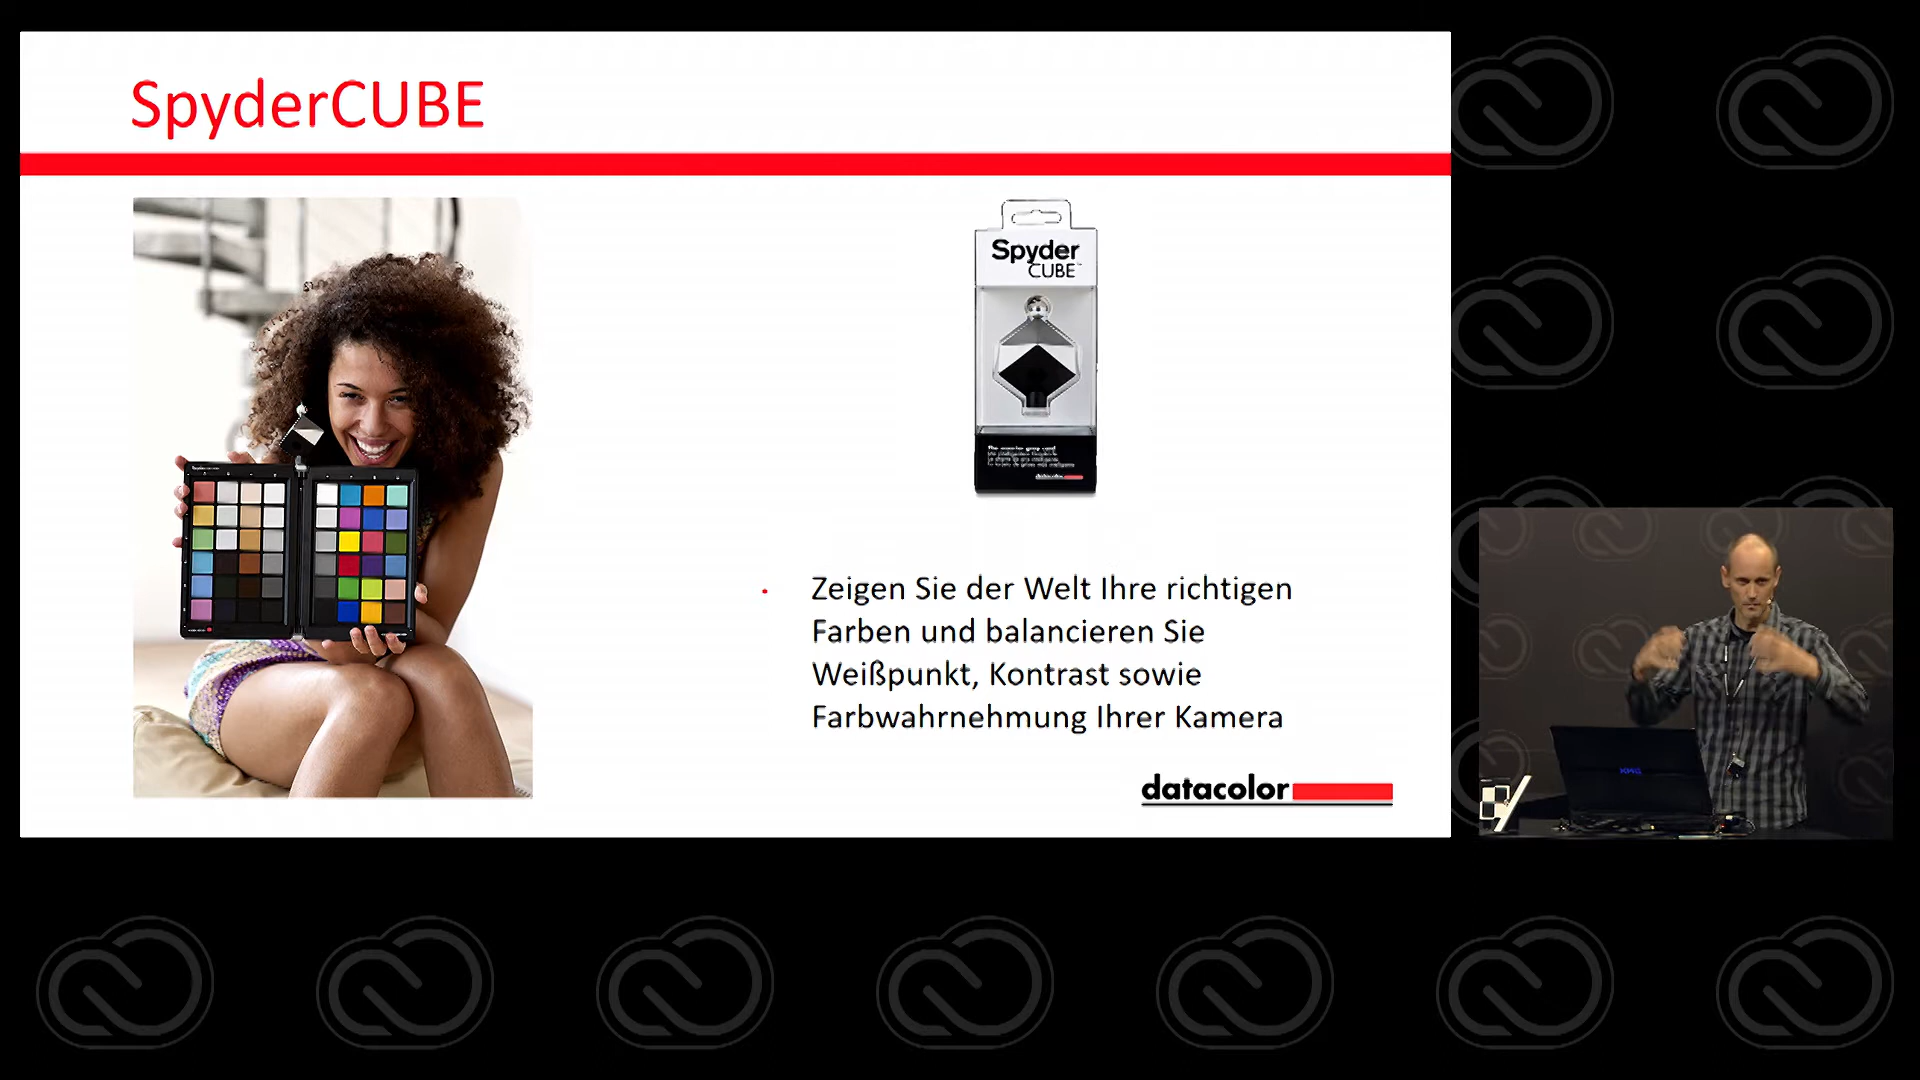 SpyderCUBE
Spyder
CUBE
datacolor
Zeigen Sie der Welt Ihre richtigen
Farben und balancieren Sie
Weißpunkt, Kontrast sowie
Farbwahrnehmung Ihrer Kamera
datacolor